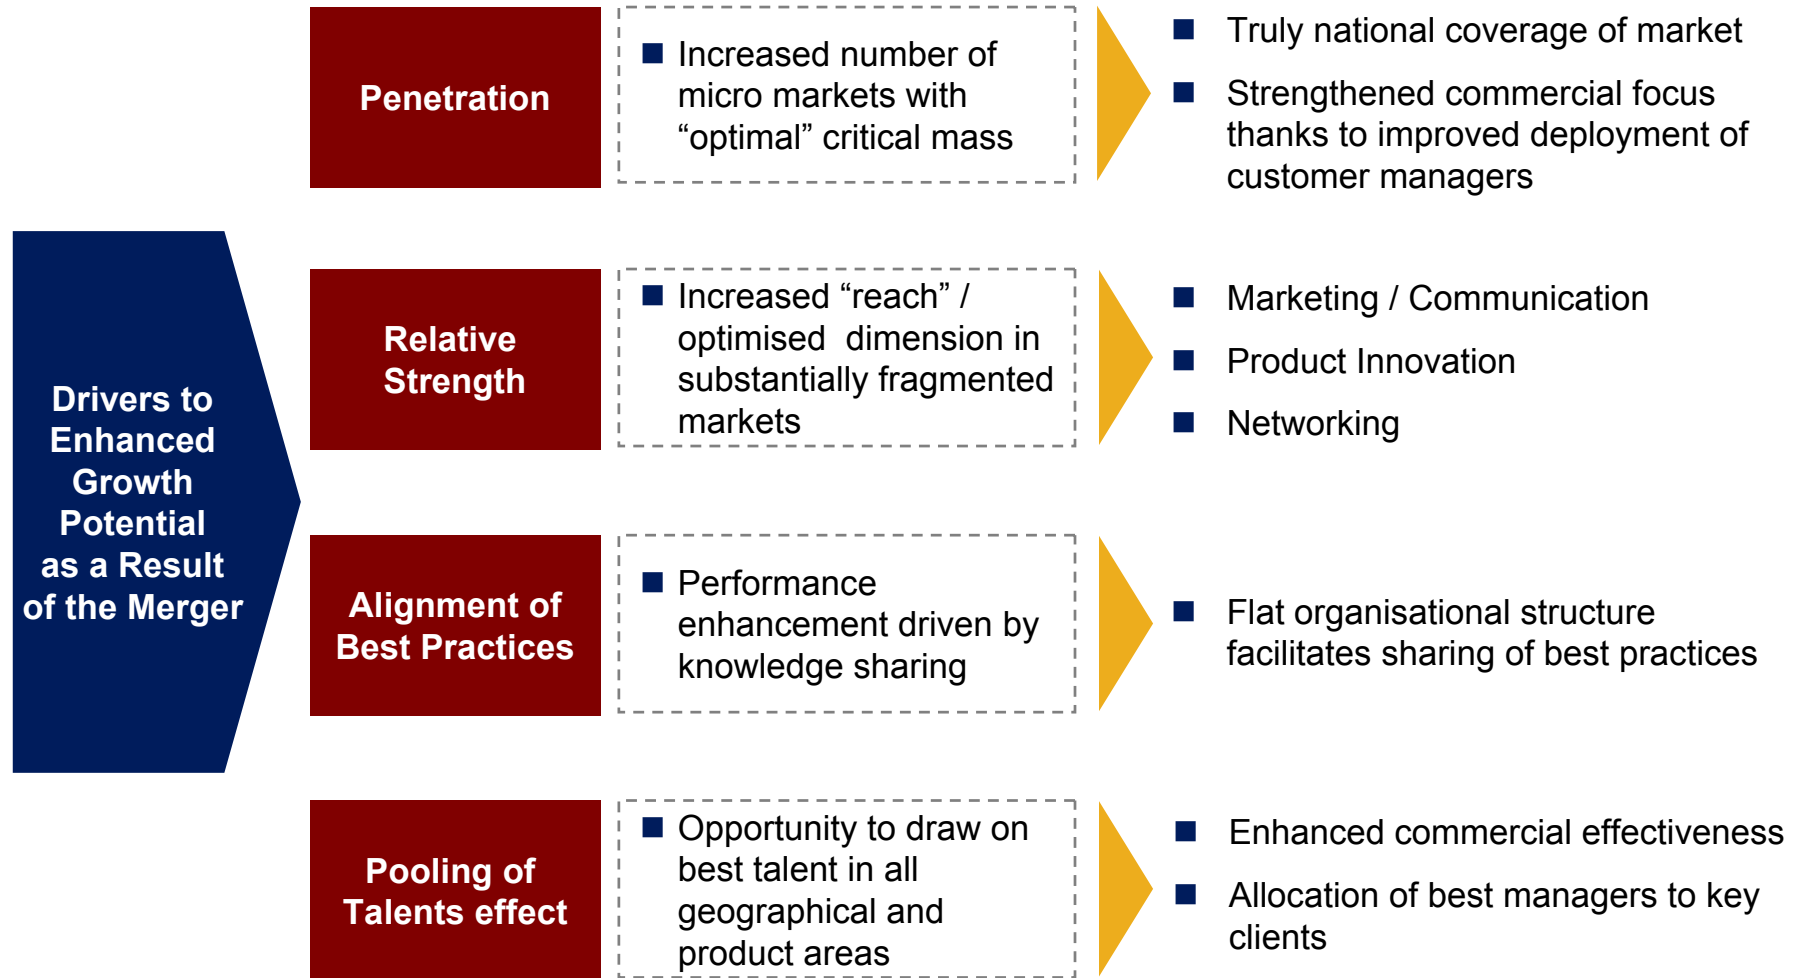 Drivers to
Enhanced
Growth
Potential
as a Result
of the Merger
Penetration
Increased number of
micro markets with
“optimal” critical mass
Truly national coverage of market
Strengthened commercial focus
thanks to improved deployment of
customer managers
Relative
Strength
Increased “reach” /
optimised  dimension in
substantially fragmented
markets
Marketing / Communication
Product Innovation
Networking
Alignment of
Best Practices
Performance
enhancement driven by
knowledge sharing
Flat organisational structure
facilitates sharing of best practices
Pooling of
Talents effect
Opportunity to draw on
best talent in all
geographical and
product areas
Enhanced commercial effectiveness
Allocation of best managers to key
clients